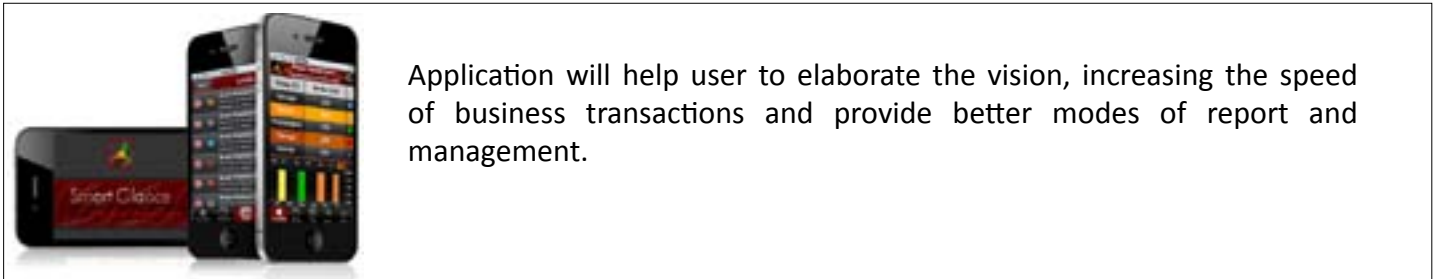 Smart Glance
Application will help user to elaborate the vision, increasing the speed
of business transactions and provide better modes of report and
management.